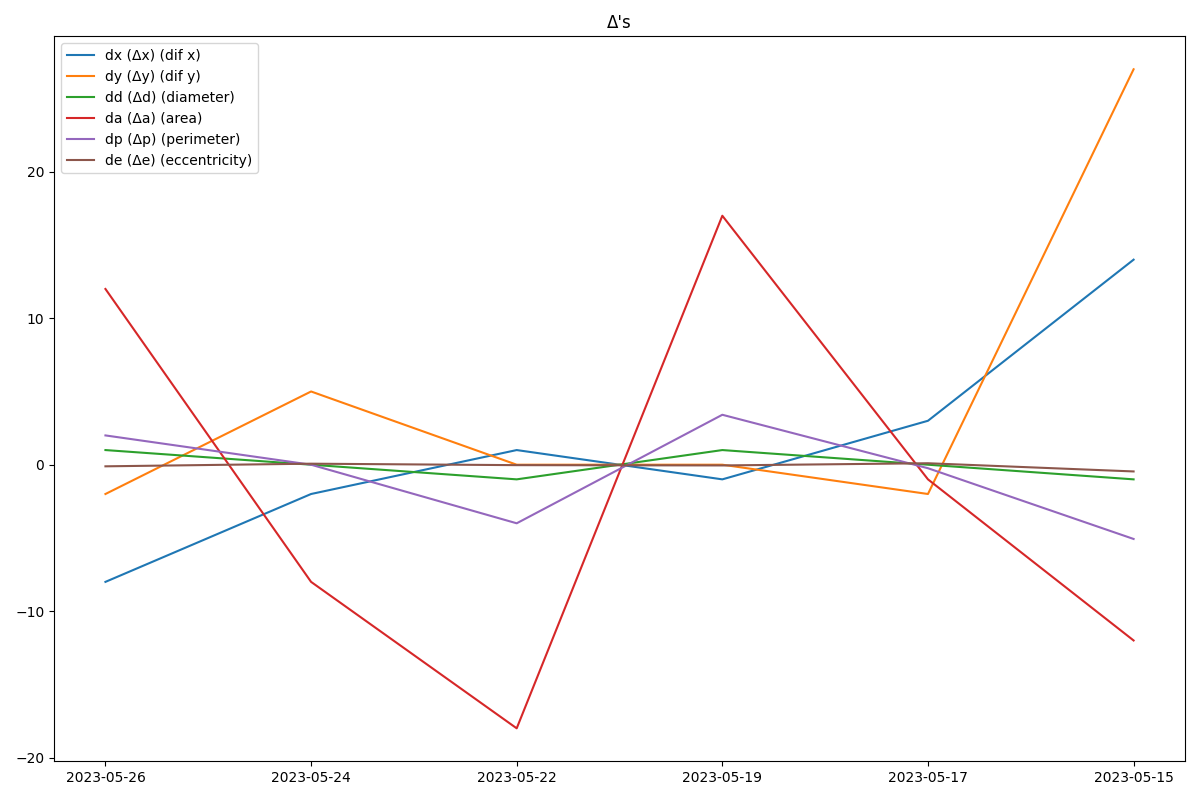 Δ's
dx (Δx) (dif x)
dy (Δy) (dif y)
dd (Δd) (diameter)
da (Δa) (area)
dp (Δp) (perimeter)
de (Δe) (eccentricity)
20
10
0
−10
−20
2023-05-26 2023-05-24 2023-05-22 2023-05-19 2023-05-17 2023-05-15